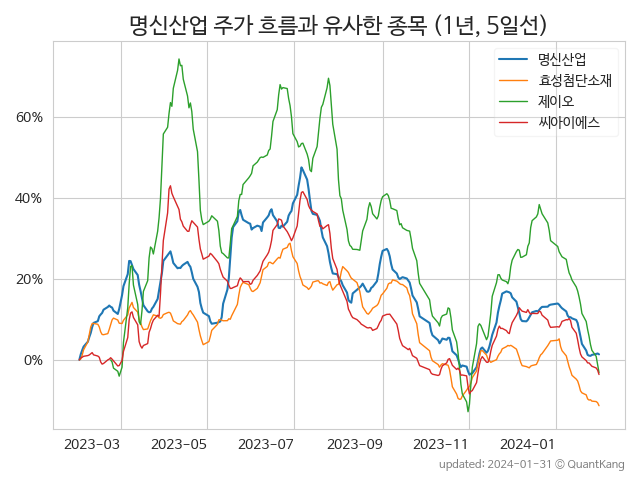 명신산업 주가 흐름과 유사한 종목 (1년, 5일선)
명신산업
효성첨단소재
제이오
씨아이에스
60%
40%
20%
0%
2023-03 2023-05 2023-07 2023-09 2023-11 2024-01
updated: 2024-01-31 © QuantKang